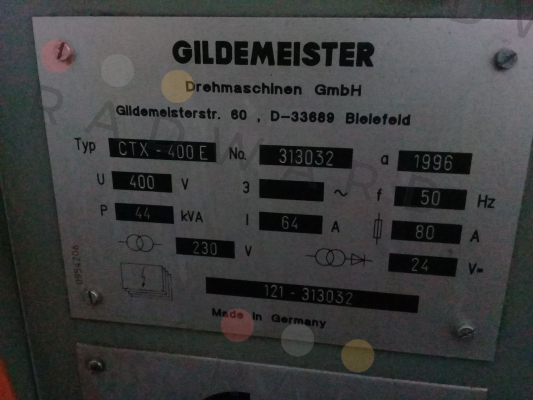 GILDEMEISTER
Drehmaschinen GmbH
Gildemeisterstr. 60 , D-33689 Bielefeld
Typ CTX - 400 E No. 313032 a 1996
U 400 V 3 ~ f 50 Hz
P 44 kVA I 64 A 80 A
230 V 24 V=
121 - 313032
Made in Germany
0954206